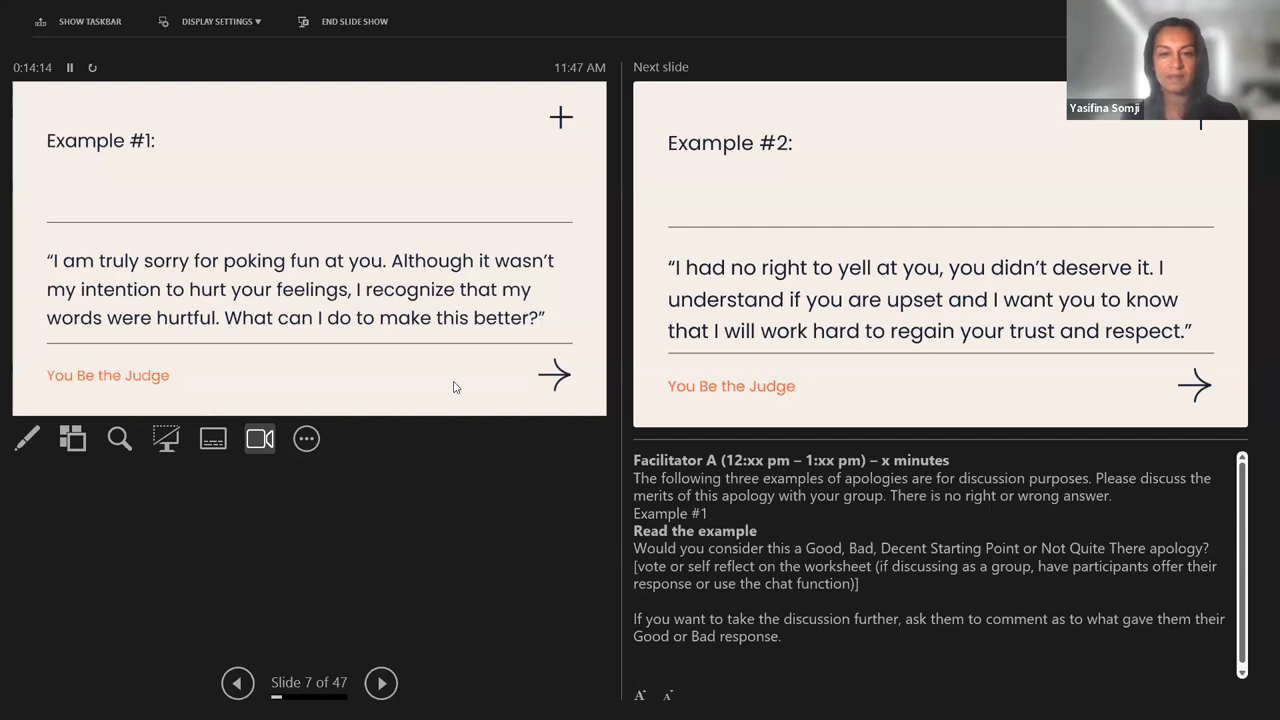 SHOW TASKBAR
DISPLAY SETTINGS ▼
END SLIDE SHOW
0:14:14
11:47 AM
Next slide
Yasifina Somji
Example #1:
“I am truly sorry for poking fun at you. Although it wasn’t
my intention to hurt your feelings, I recognize that my
words were hurtful. What can I do to make this better?”
You Be the Judge
Example #2:
“I had no right to yell at you, you didn’t deserve it. I
understand if you are upset and I want you to know
that I will work hard to regain your trust and respect.”
You Be the Judge
Facilitator A (12:xx pm – 1:xx pm) – x minutes
The following three examples of apologies are for discussion purposes. Please discuss the
merits of this apology with your group. There is no right or wrong answer.
Example #1
Read the example
Would you consider this a Good, Bad, Decent Starting Point or Not Quite There apology?
[vote or self reflect on the worksheet (if discussing as a group, have participants offer their
response or use the chat function)]
If you want to take the discussion further, ask them to comment as to what gave them their
Good or Bad response.
Slide 7 of 47
A A